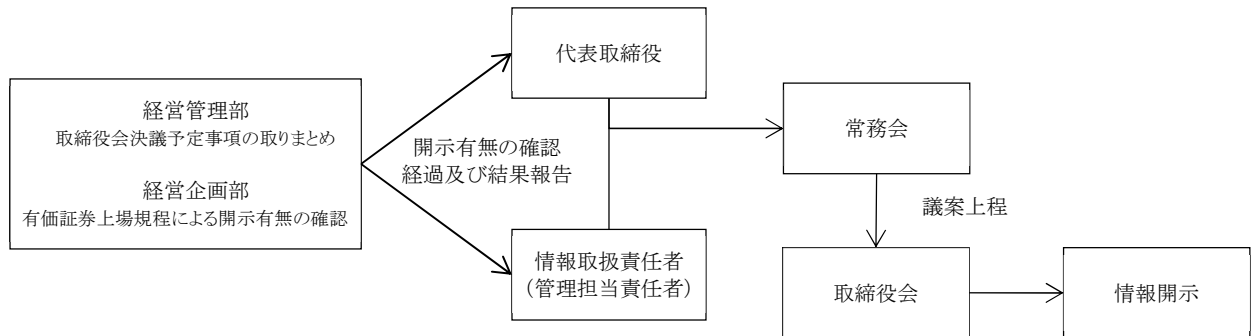 経営管理部
取締役会決議予定事項の取りまとめ
経営企画部
有価証券上場規程による開示有無の確認
開示有無の確認
経過及び結果報告
代表取締役
情報取扱責任者
（管理担当責任者）
常務会
議案上程
取締役会
情報開示